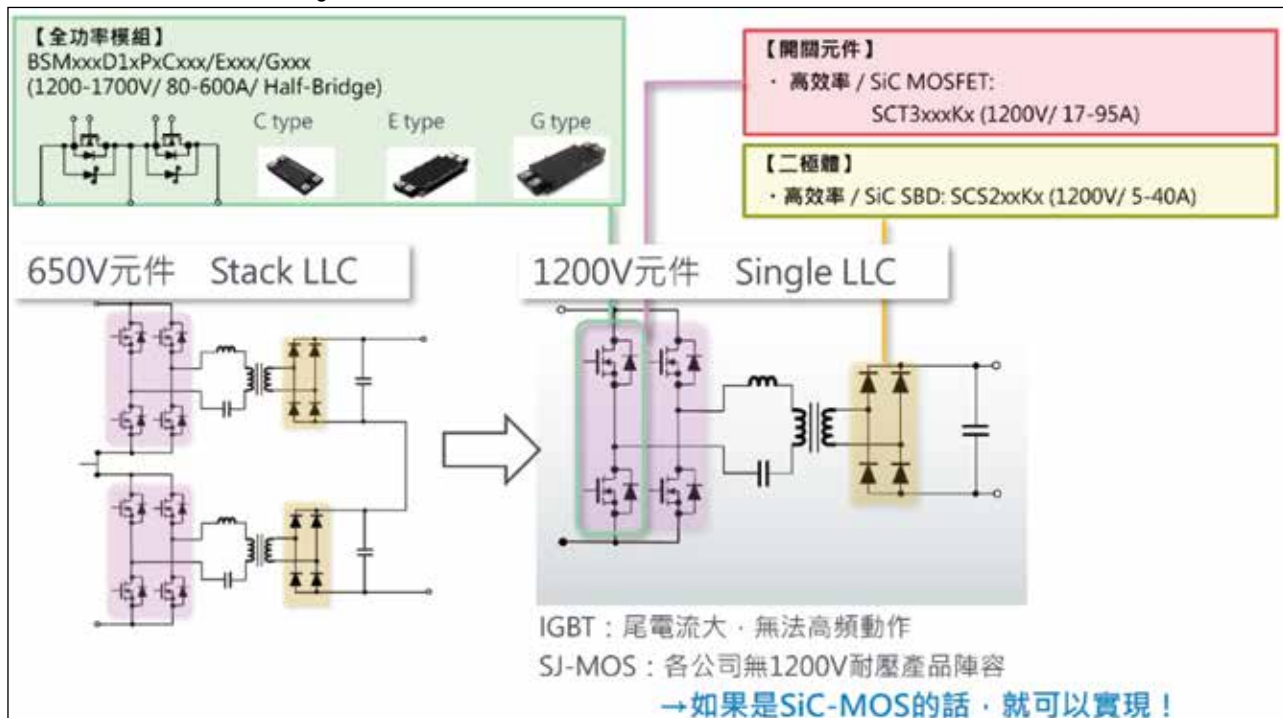 【全功率模組】
BSMxxxD1xPxCxxx/Exxx/Gxxx
(1200-1700V/ 80-600A/ Half-Bridge)
C type
E type
G type
【開關元件】
· 高效率 / SiC MOSFET:
SCT3xxxKx (1200V/ 17-95A)
【二極體】
· 高效率 / SiC SBD: SCS2xxKx (1200V/ 5-40A)
650V元件 Stack LLC
1200V元件 Single LLC
IGBT：尾電流大，無法高頻動作
SJ-MOS：各公司無1200V耐壓產品陣容
→如果是SiC-MOS的話，就可以實現！